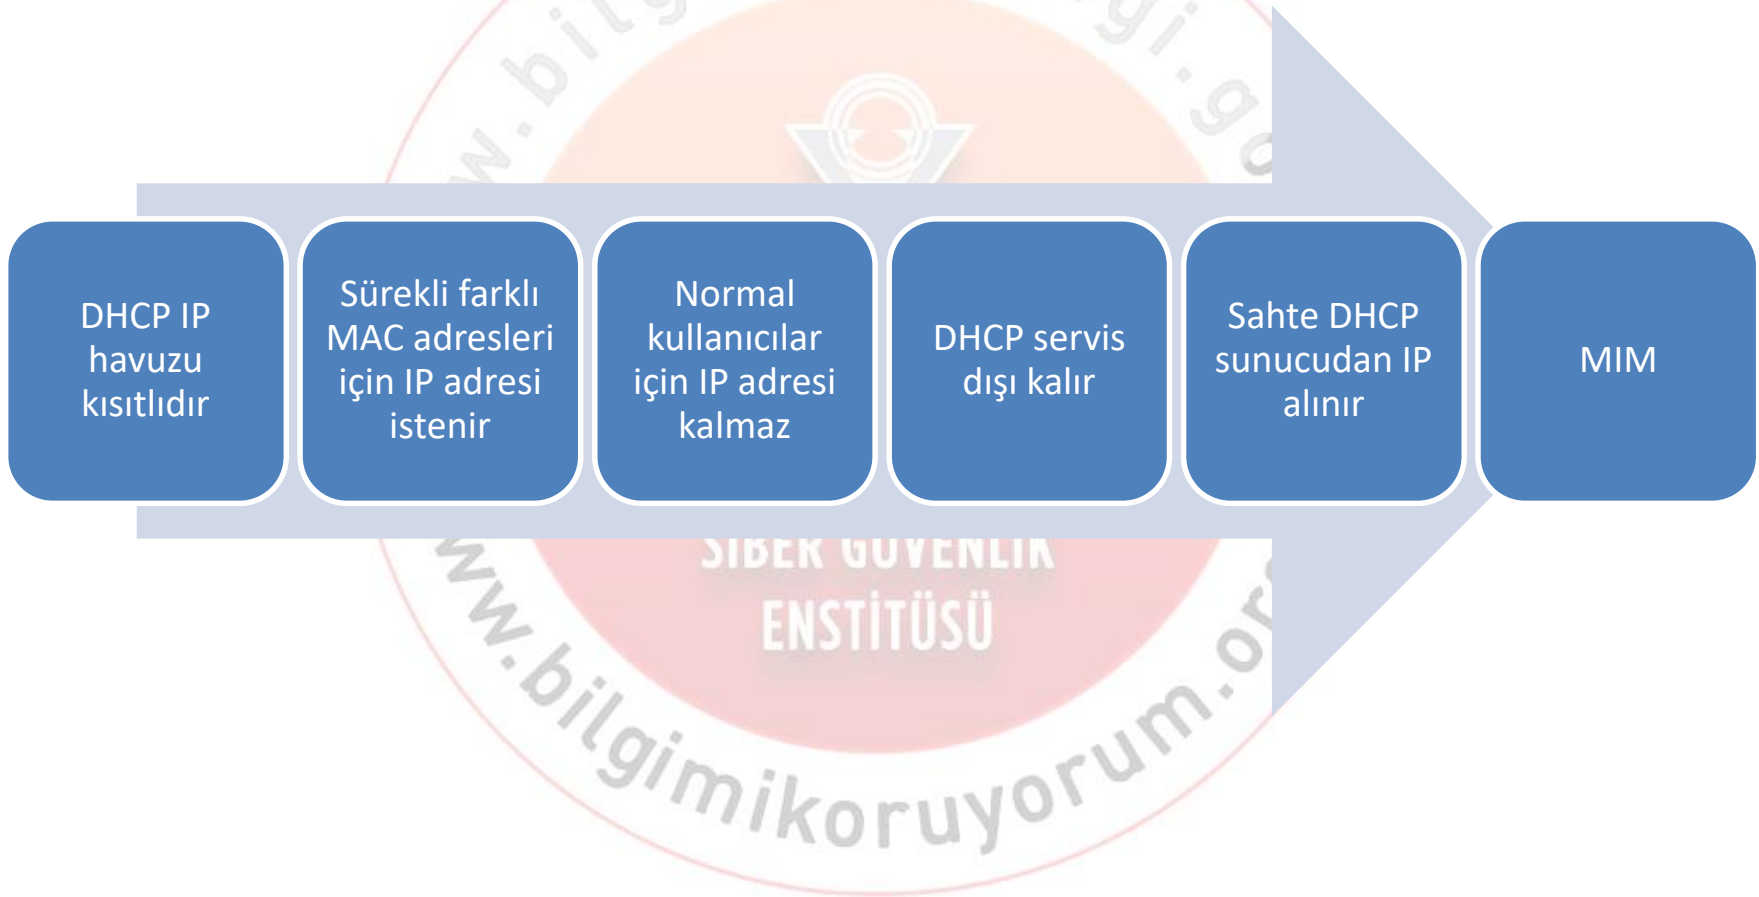 DHCP IP
havuzu
kısıtlıdır
Sürekli farklı
MAC adresleri
için IP adresi
istenir
Normal
kullanıcılar
için IP adresi
kalmaz
DHCP servis
dışı kalır
Sahte DHCP
sunucudan IP
alınır
MIM
SİBER GÜVENLİK
ENSTİTÜSÜ
www.bilgimikoruyorum.org